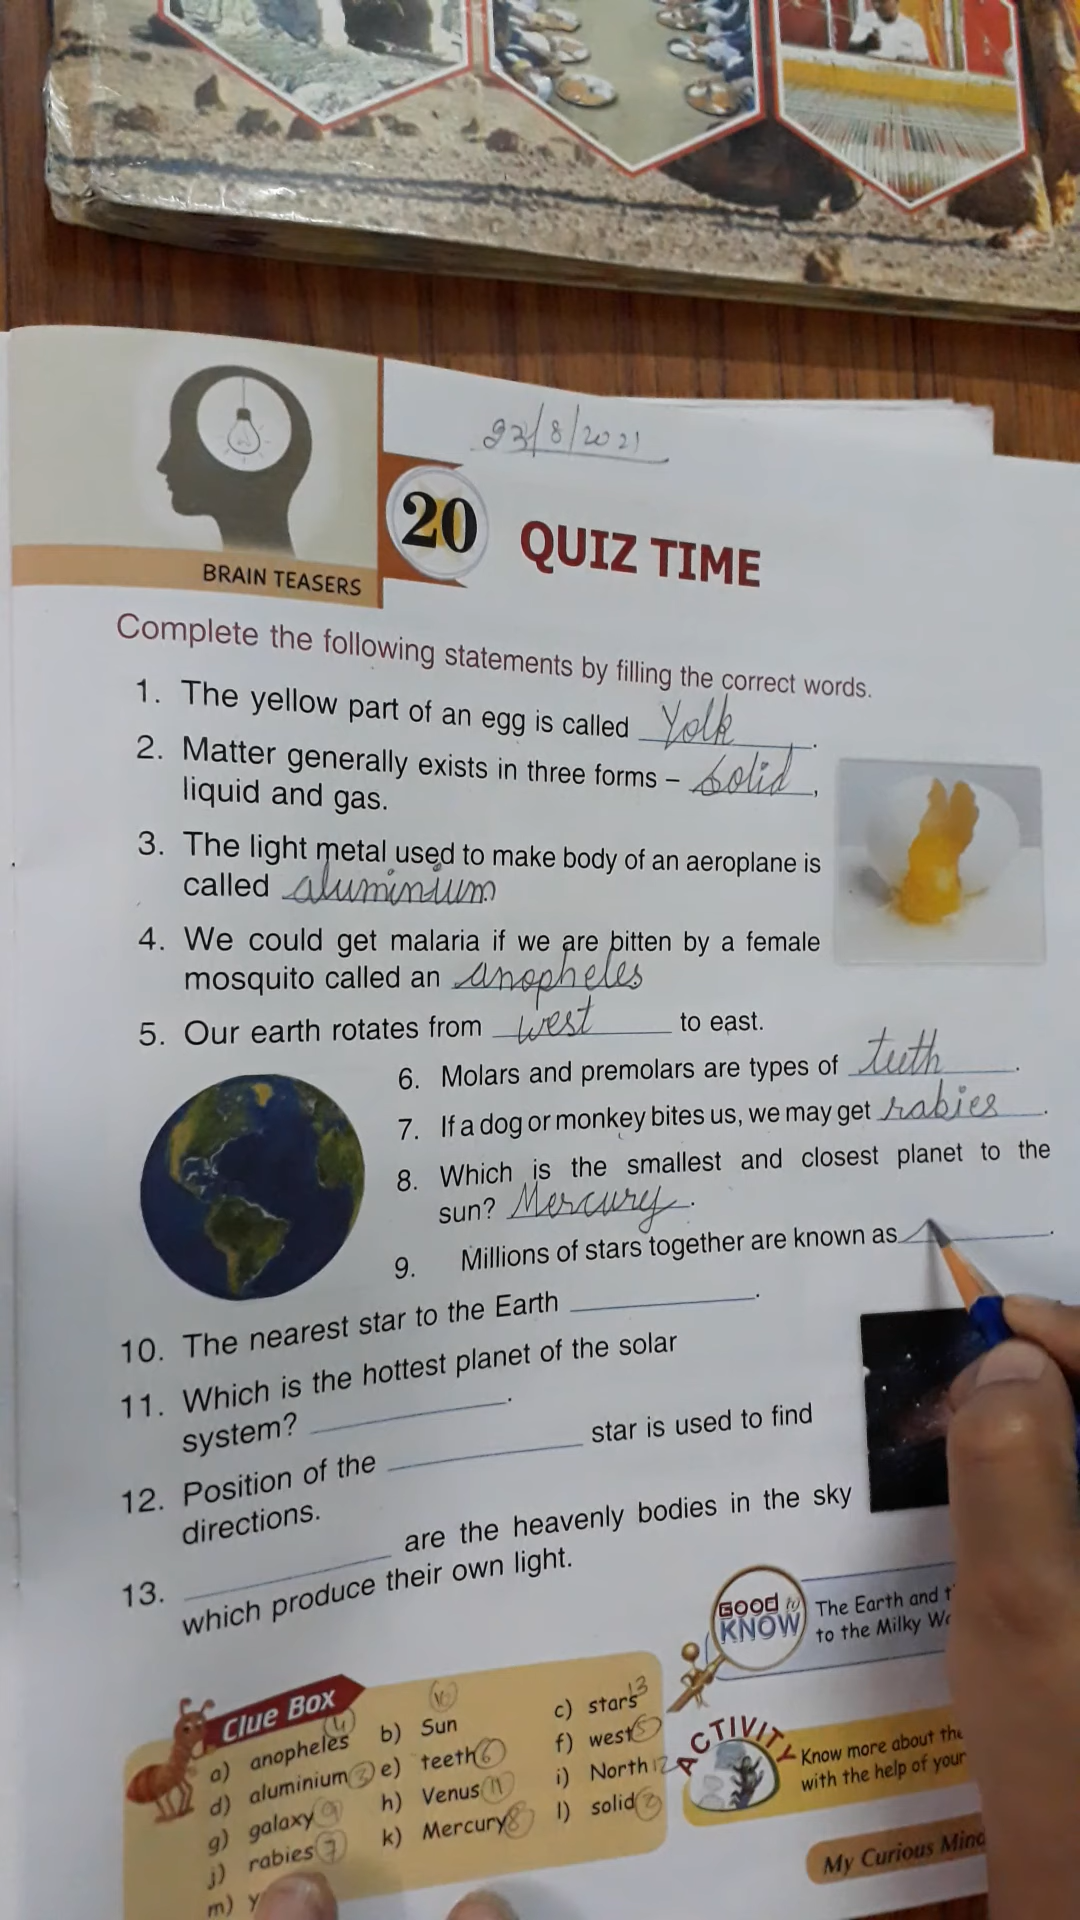 23/8/2021
BRAIN TEASERS
20 QUIZ TIME
Complete the following statements by filling the correct words.
1. The yellow part of an egg is called Yolk.
2. Matter generally exists in three forms – solid,
liquid and gas.
3. The light metal used to make body of an aeroplane is
called aluminium.
4. We could get malaria if we are bitten by a female
mosquito called an anopheles
5. Our earth rotates from west to east.
6. Molars and premolars are types of teeth.
7. If a dog or monkey bites us, we may get rabies.
8. Which is the smallest and closest planet to the
sun? Mercury.
9. Millions of stars together are known as.
10. The nearest star to the Earth.
11. Which is the hottest planet of the solar
system?.
12. Position of the star is used to find
directions.
13. are the heavenly bodies in the sky
which produce their own light.
GOOD to
KNOW
The Earth and
to the Milky
Clue Box
a) anopheles 4 b) Sun 10 c) stars 13
d) aluminium 3 e) teeth 6 f) west 5
g) galaxy 9 h) Venus 11 i) North 12
j) rabies 7 k) Mercury 8 l) solid 2
m)
ACTIVITY
Know more about the
with the help of your
My Curious